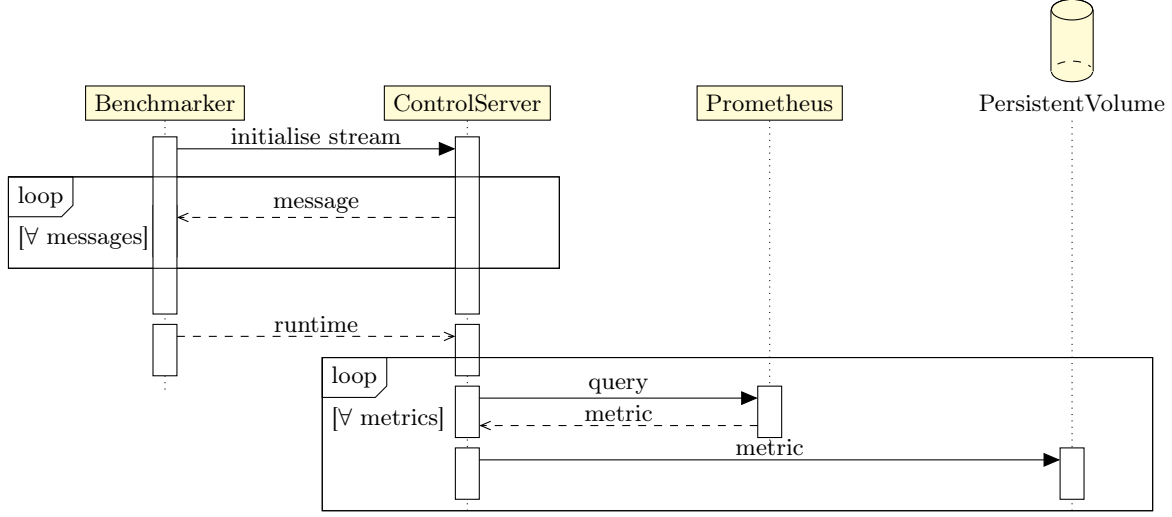 Benchmarker
ControlServer
Prometheus
PersistentVolume
initialise stream
loop
message
[∀ messages]
runtime
loop
query
[∀ metrics]
metric
metric